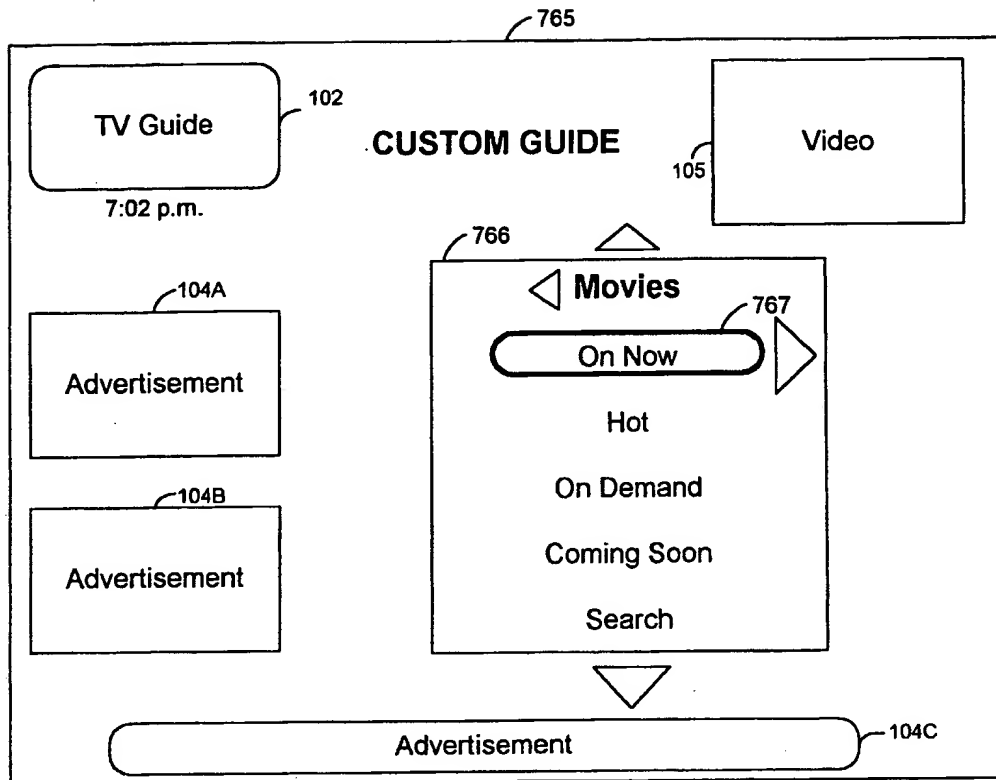 765
TV Guide
102
CUSTOM GUIDE
105
Video
7:02 p.m.
766
Movies
767
On Now
Hot
On Demand
Coming Soon
Search
104A
Advertisement
104B
Advertisement
Advertisement
104C